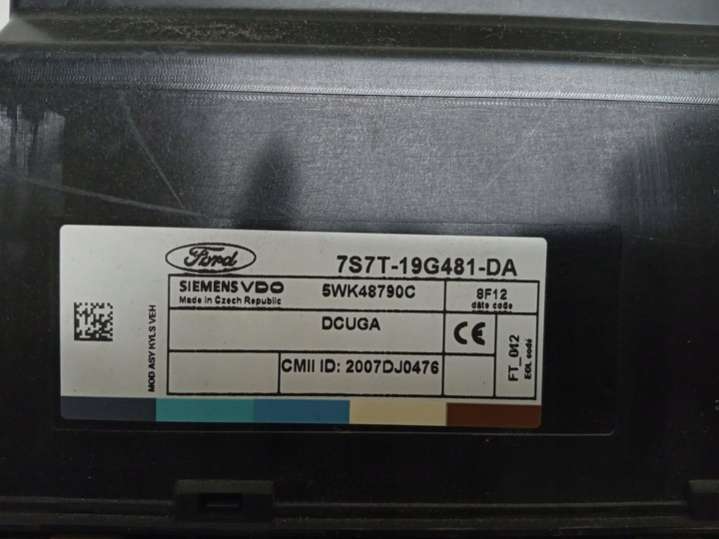 Ford
7S7T-19G481-DA
SIEMENS VDO
Made in Czech Republic
5WK48790C
8F12
date code
DCUGA
CE
MOD ASY KYLS VEH
CMII ID: 2007DJ0476
FT_012
EOL code